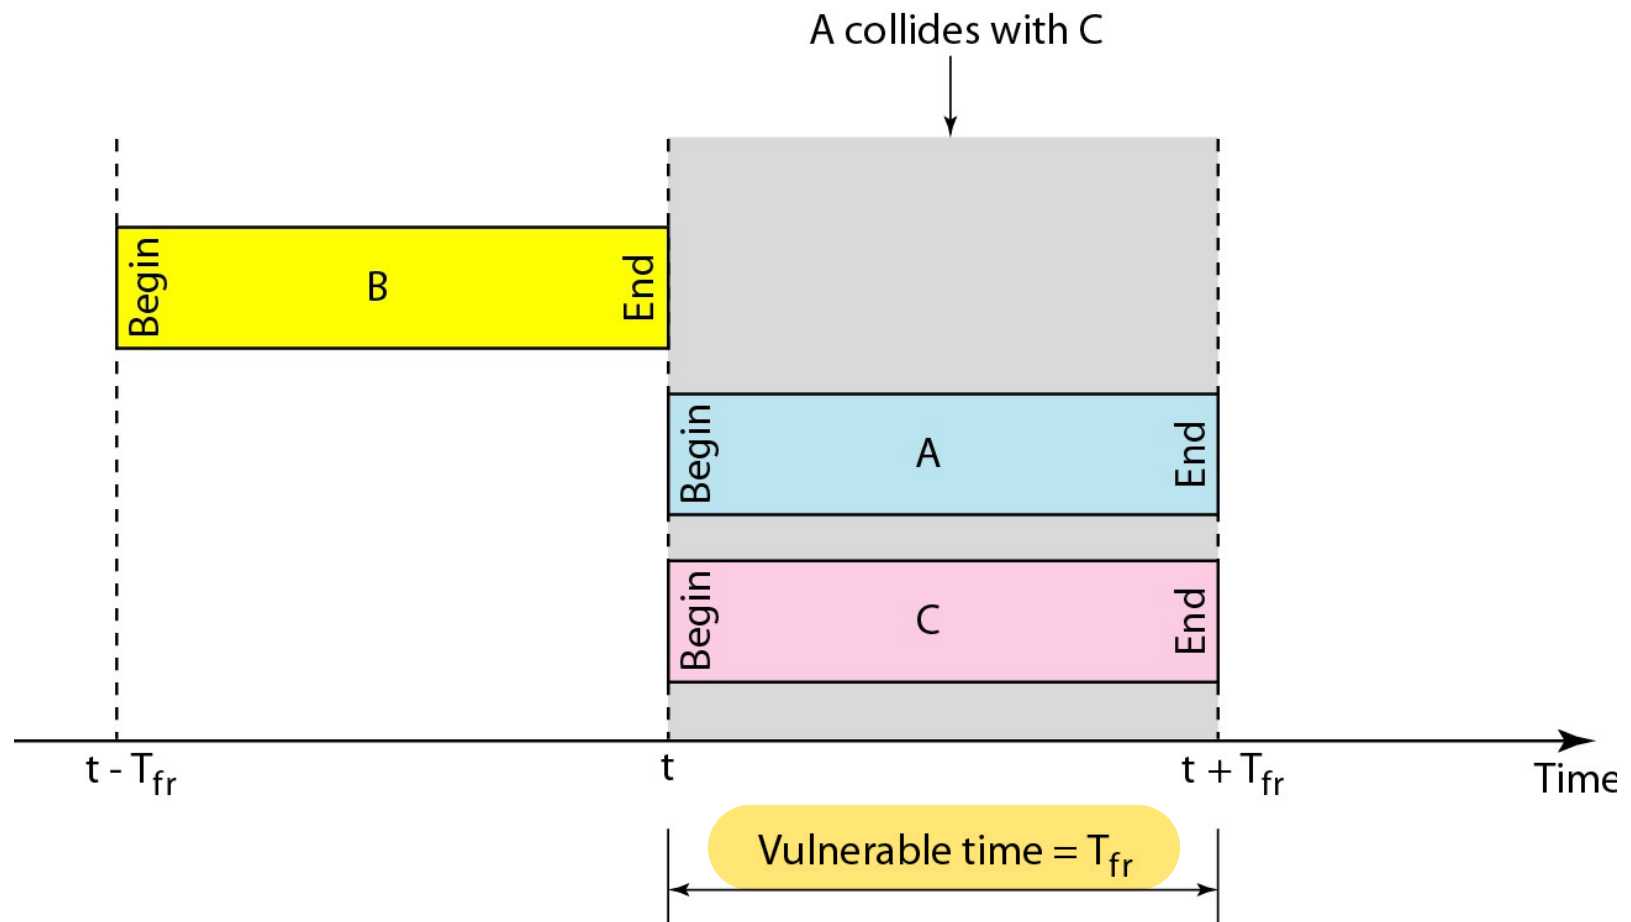 A collides with C
Begin
B
End
Begin
A
End
Begin
C
End
t - Tfr
t
t + Tfr
Time
Vulnerable time = Tfr